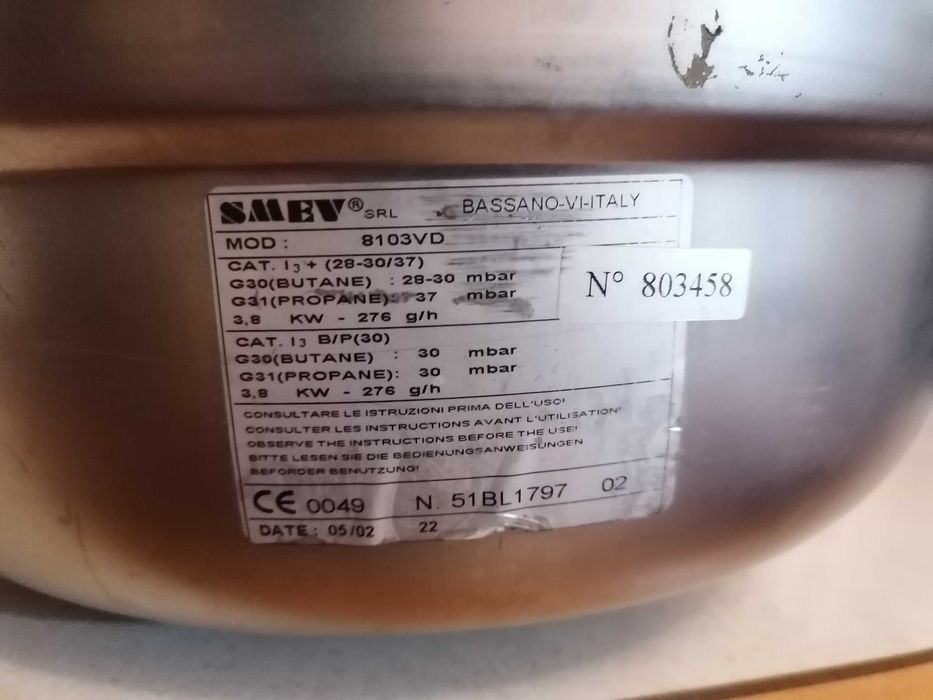 SMEV® SRL BASSANO-VI-ITALY
MOD : 8103VD
CAT. I3 + (28-30/37)
G30(BUTANE) : 28-30 mbar
G31(PROPANE): 37 mbar
3,8 KW - 276 g/h
N° 803458
CAT. I3 B/P(30)
G30(BUTANE) : 30 mbar
G31(PROPANE): 30 mbar
3,8 KW - 276 g/h
CONSULTARE LE ISTRUZIONI PRIMA DELL'USO!
CONSULTER LES INSTRUCTIONS AVANT L'UTILISATION!
OBSERVE THE INSTRUCTIONS BEFORE THE USE!
BITTE LESEN SIE DIE BEDIENUNGSANWEISUNGEN
BEFORDER BENUTZUNG!
CE 0049 N. 51BL1797 02
DATE : 05/02 22